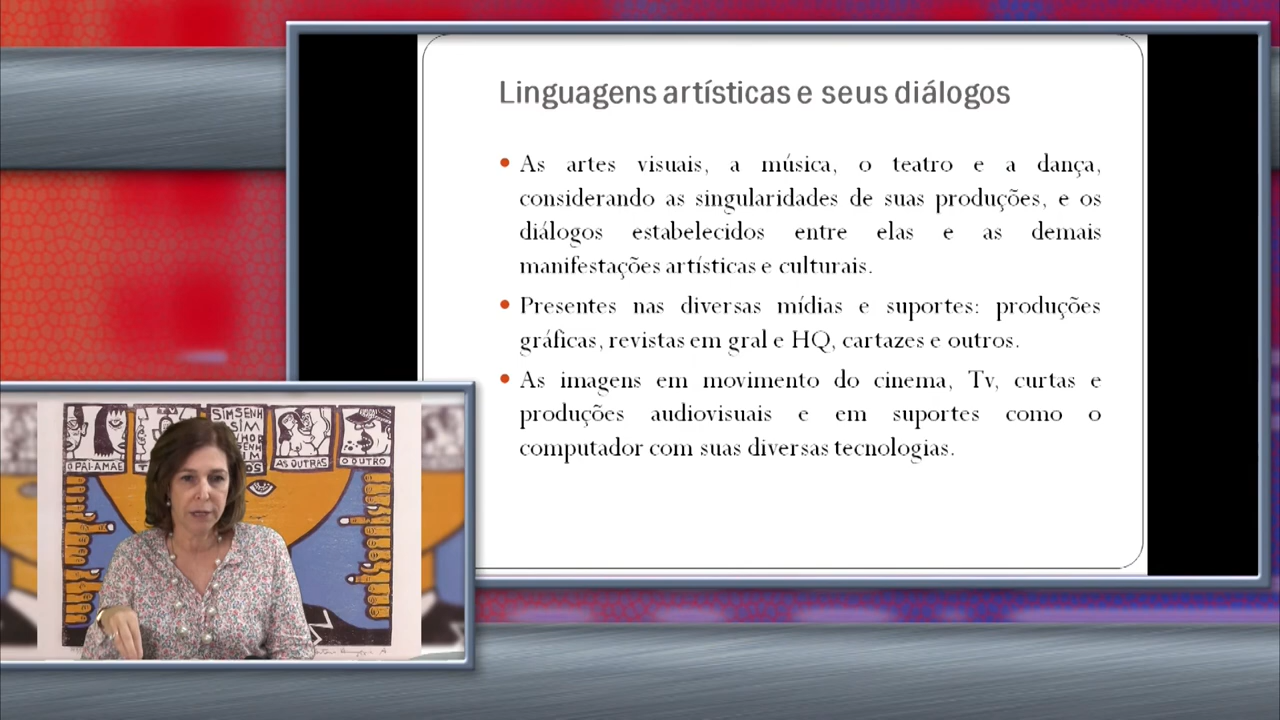 Linguagens artísticas e seus diálogos
As artes visuais, a música, o teatro e a dança,
considerando as singularidades de suas produções, e os
diálogos estabelecidos entre elas e as demais
manifestações artísticas e culturais.
Presentes nas diversas mídias e suportes: produções
gráficas, revistas em gral e HQ, cartazes e outros.
As imagens em movimento do cinema, Tv, curtas e
produções audiovisuais e em suportes como o
computador com suas diversas tecnologias.
SIM SENH
SIM
O PAI-AMÃE
AS OUTRAS
O OUTRO